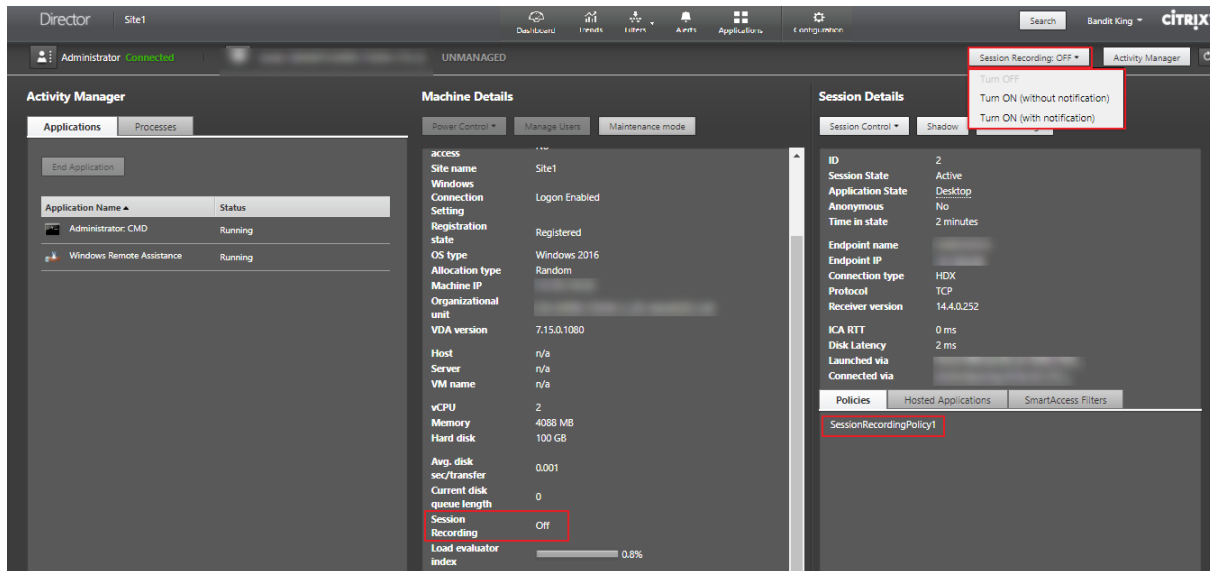 Director Site1 Dashboard Trends Filters Alerts Applications Configuration Search Bandit King CITRIX
Administrator Connected UNMANAGED Session Recording: OFF Activity Manager
Turn OFF
Turn ON (without notification)
Turn ON (with notification)
Activity Manager
Applications Processes
End Application
Application Name Status
Administrator: CMD Running
Windows Remote Assistance Running
Machine Details
Power Control Manage Users Maintenance mode
access No
Site name Site1
Windows
Connection Logon Enabled
Setting
Registration
state Registered
OS type Windows 2016
Allocation type Random
Machine IP
Organizational
unit
VDA version 7.15.0.1080
Host n/a
Server n/a
VM name n/a
vCPU 2
Memory 4088 MB
Hard disk 100 GB
Avg. disk
sec/transfer 0.001
Current disk
queue length 0
Session
Recording Off
Load evaluator
index 0.8%
Session Details
Session Control Shadow
ID 2
Session State Active
Application State Desktop
Anonymous No
Time in state 2 minutes
Endpoint name
Endpoint IP
Connection type HDX
Protocol TCP
Receiver version 14.4.0.252
ICA RTT 0 ms
Disk Latency 2 ms
Launched via
Connected via
Policies Hosted Applications SmartAccess Filters
SessionRecordingPolicy1